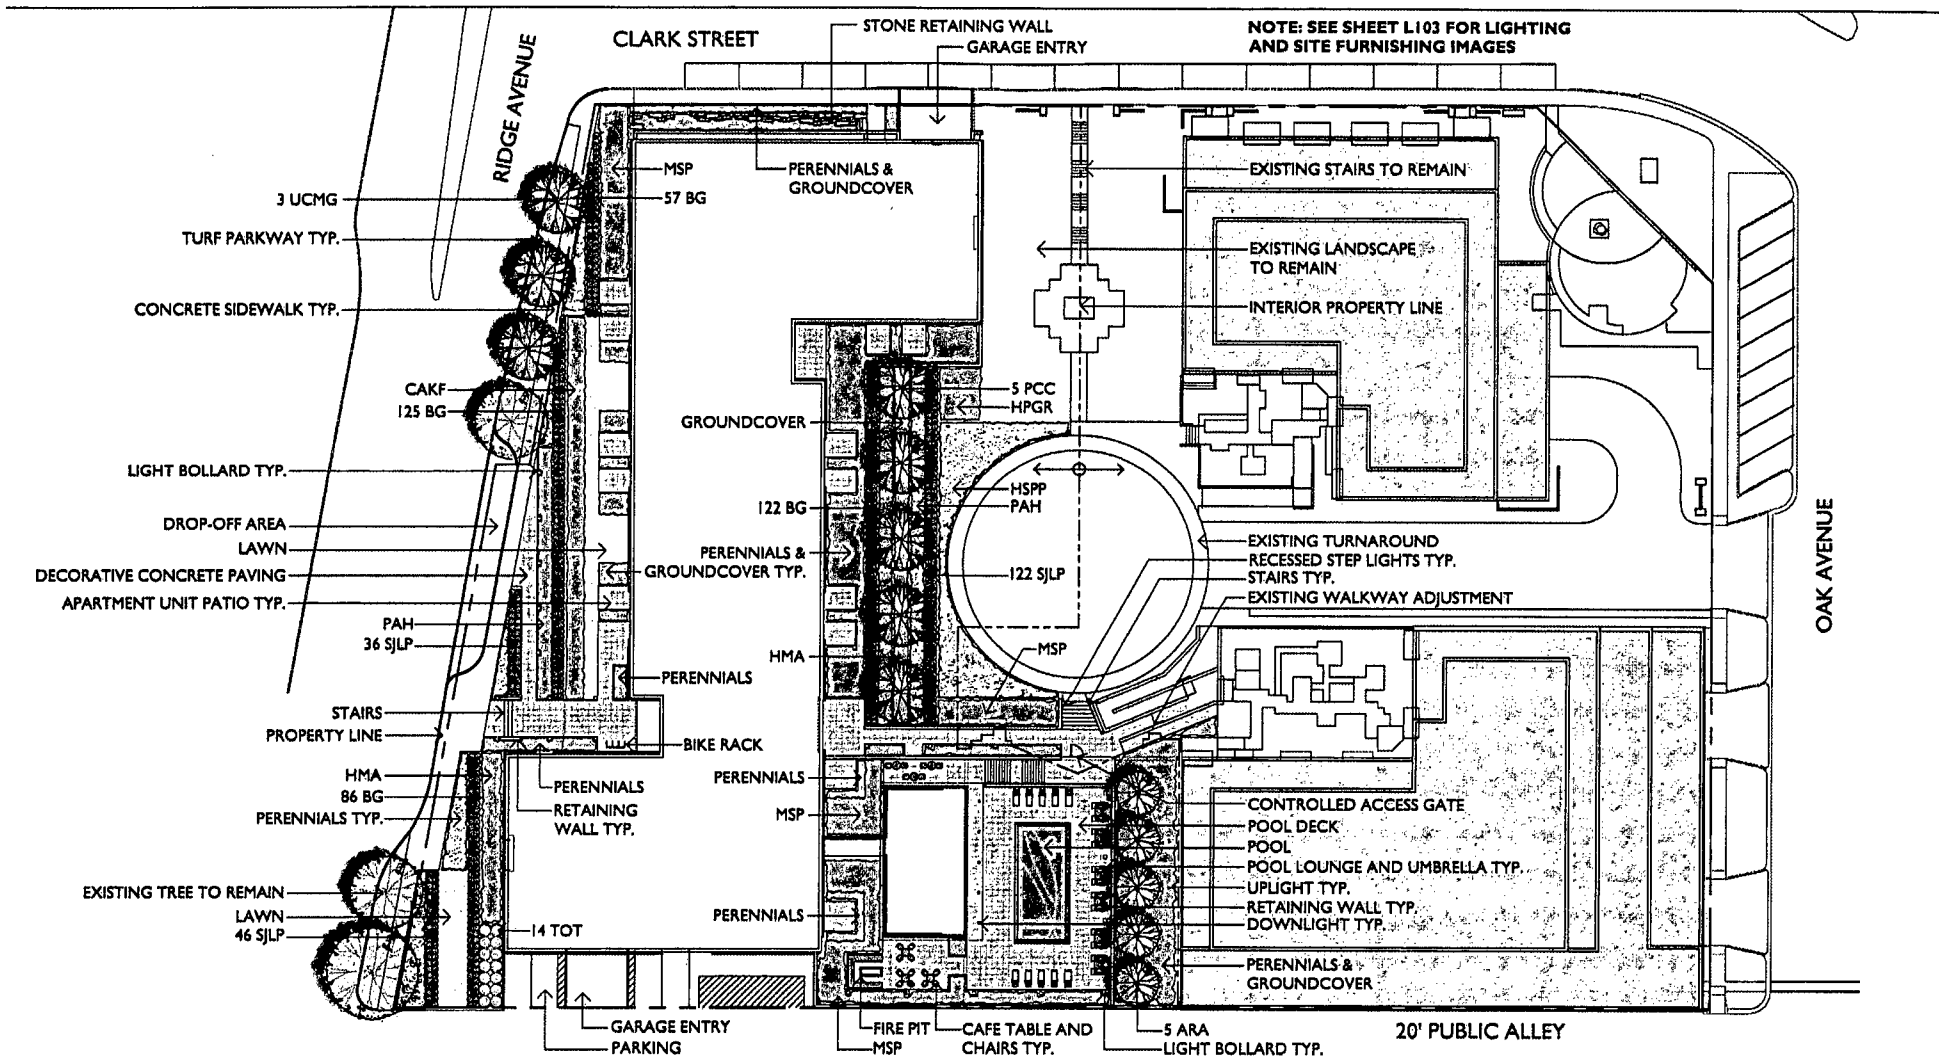 CLARK STREET
STONE RETAINING WALL
GARAGE ENTRY
NOTE: SEE SHEET L103 FOR LIGHTING
AND SITE FURNISHING IMAGES
RIDGE AVENUE
MSP
PERENNIALS &
GROUNDCOVER
EXISTING STAIRS TO REMAIN
3 UCMG
57 BG
TURF PARKWAY TYP.
EXISTING LANDSCAPE
TO REMAIN
CONCRETE SIDEWALK TYP.
INTERIOR PROPERTY LINE
CAKF
125 BG
5 PCC
HPGR
GROUNDCOVER
LIGHT BOLLARD TYP.
HSPP
PAH
122 BG
DROP-OFF AREA
LAWN
PERENNIALS &
GROUNDCOVER TYP.
EXISTING TURNAROUND
RECESSED STEP LIGHTS TYP.
STAIRS TYP.
EXISTING WALKWAY ADJUSTMENT
OAK AVENUE
DECORATIVE CONCRETE PAVING
122 SJLP
APARTMENT UNIT PATIO TYP.
PAH
36 SJLP
HMA
MSP
PERENNIALS
STAIRS
PROPERTY LINE
BIKE RACK
HMA
86 BG
PERENNIALS TYP.
PERENNIALS
RETAINING
WALL TYP.
PERENNIALS
MSP
CONTROLLED ACCESS GATE
POOL DECK
POOL
POOL LOUNGE AND UMBRELLA TYP.
UPLIGHT TYP.
RETAINING WALL TYP.
DOWNLIGHT TYP.
EXISTING TREE TO REMAIN
LAWN
46 SJLP
14 TOT
PERENNIALS
PERENNIALS &
GROUNDCOVER
GARAGE ENTRY
PARKING
FIRE PIT
MSP
CAFE TABLE AND
CHAIRS TYP.
5 ARA
LIGHT BOLLARD TYP.
20' PUBLIC ALLEY